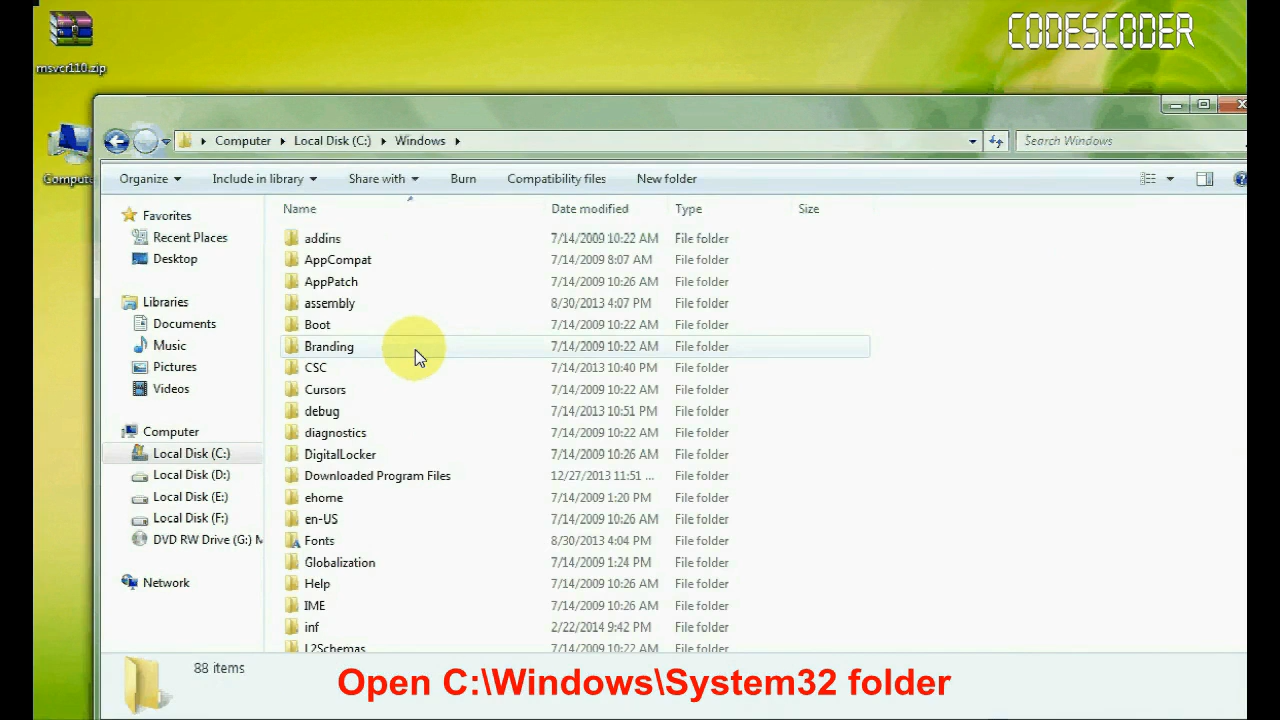 CODESCODER
msvcr110.zip
Computer ▸ Local Disk (C:) ▸ Windows ▸
Search Windows
Organize Include in library Share with Burn Compatibility files New folder
Name Date modified Type Size
Favorites
Recent Places
Desktop
Libraries
Documents
Music
Pictures
Videos
Computer
Local Disk (C:)
Local Disk (D:)
Local Disk (E:)
Local Disk (F:)
DVD RW Drive (G:) M
Network
addins 7/14/2009 10:22 AM File folder
AppCompat 7/14/2009 8:07 AM File folder
AppPatch 7/14/2009 10:26 AM File folder
assembly 8/30/2013 4:07 PM File folder
Boot 7/14/2009 10:22 AM File folder
Branding 7/14/2009 10:22 AM File folder
CSC 7/14/2013 10:40 PM File folder
Cursors 7/14/2009 10:22 AM File folder
debug 7/14/2013 10:51 PM File folder
diagnostics 7/14/2009 10:22 AM File folder
DigitalLocker 7/14/2009 10:26 AM File folder
Downloaded Program Files 12/27/2013 11:51 ... File folder
ehome 7/14/2009 1:20 PM File folder
en-US 7/14/2009 10:26 AM File folder
Fonts 8/30/2013 4:04 PM File folder
Globalization 7/14/2009 1:24 PM File folder
Help 7/14/2009 10:26 AM File folder
IME 7/14/2009 10:26 AM File folder
inf 2/22/2014 9:42 PM File folder
L2Schemas 7/14/2009 10:22 AM File folder
88 items
Open C:\Windows\System32 folder